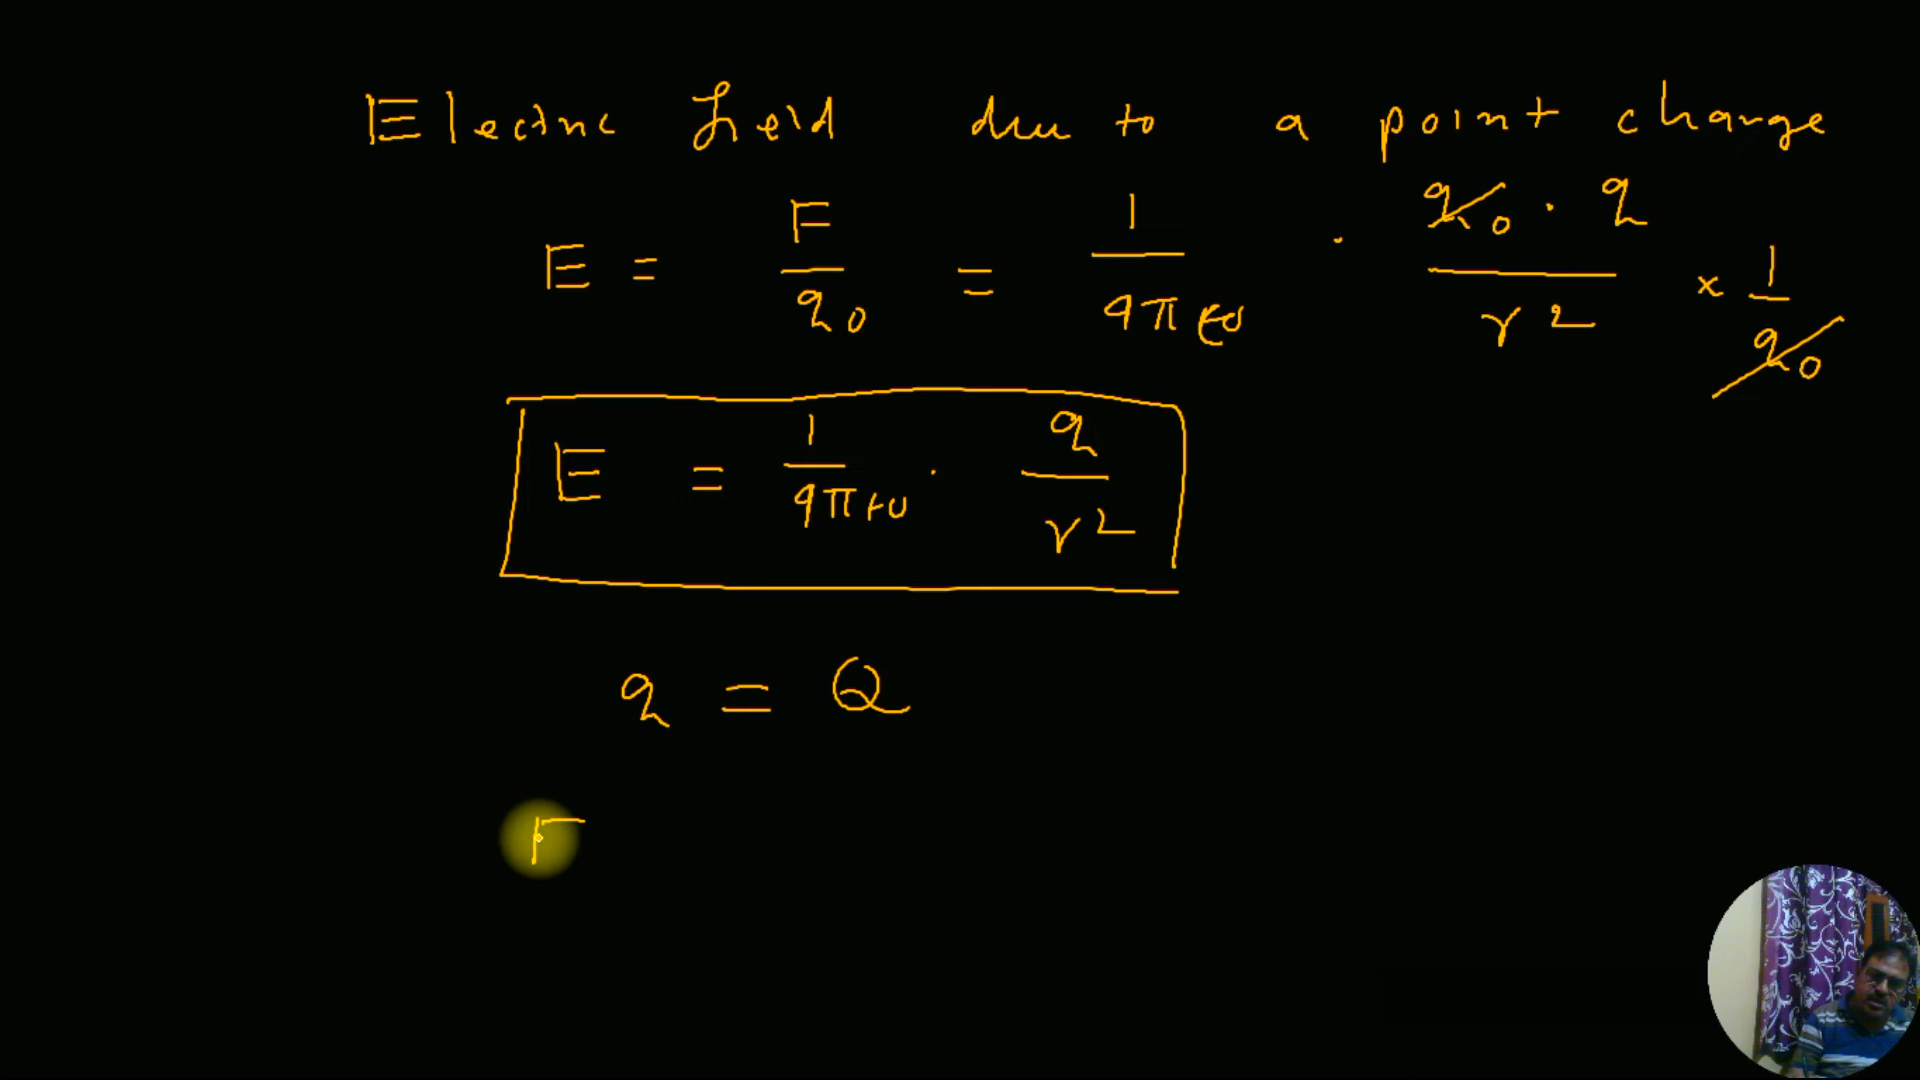 Electric field due to a point charge
E = F/q0 = 1/4πϵ0 · q0 · q/r² × 1/q0
E = 1/4πϵ0 · q/r²
q = Q